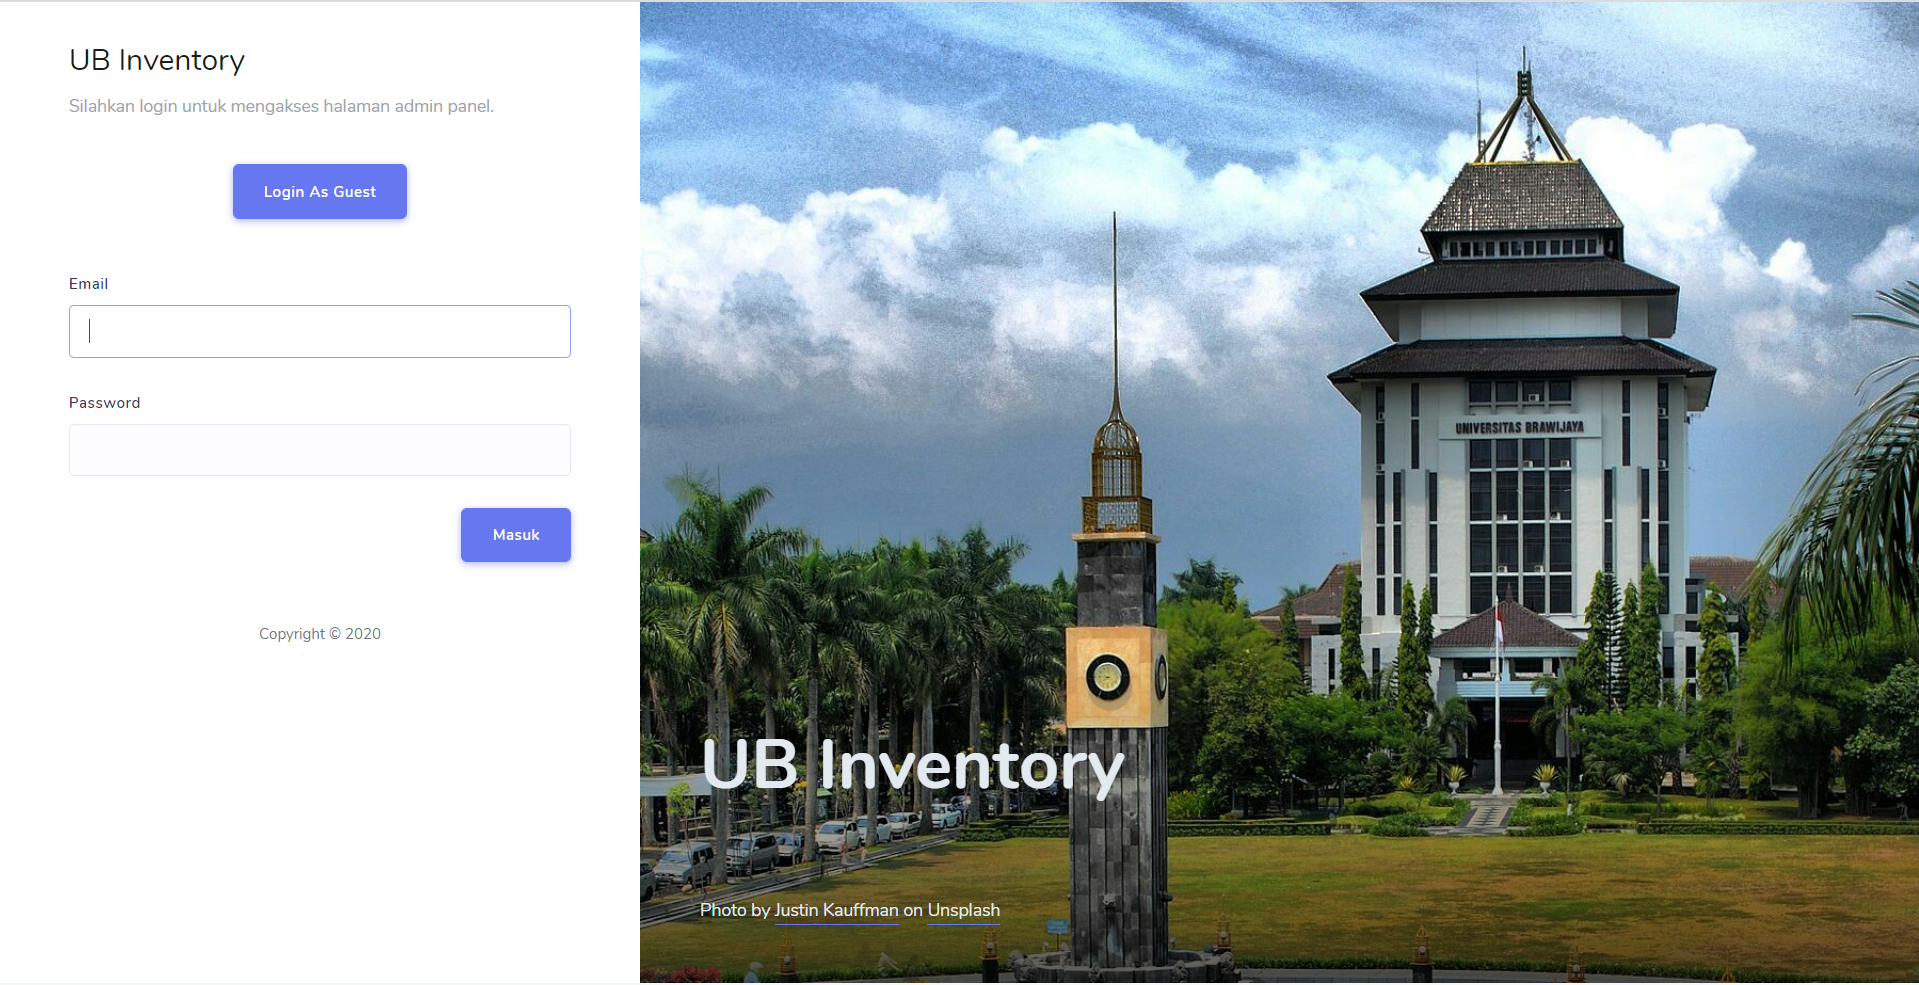 UB Inventory
Silahkan login untuk mengakses halaman admin panel.
Login As Guest
Email
Password
Masuk
Copyright © 2020
UNIVERSITAS BRAWIJAYA
UB Inventory
Photo by Justin Kauffman on Unsplash